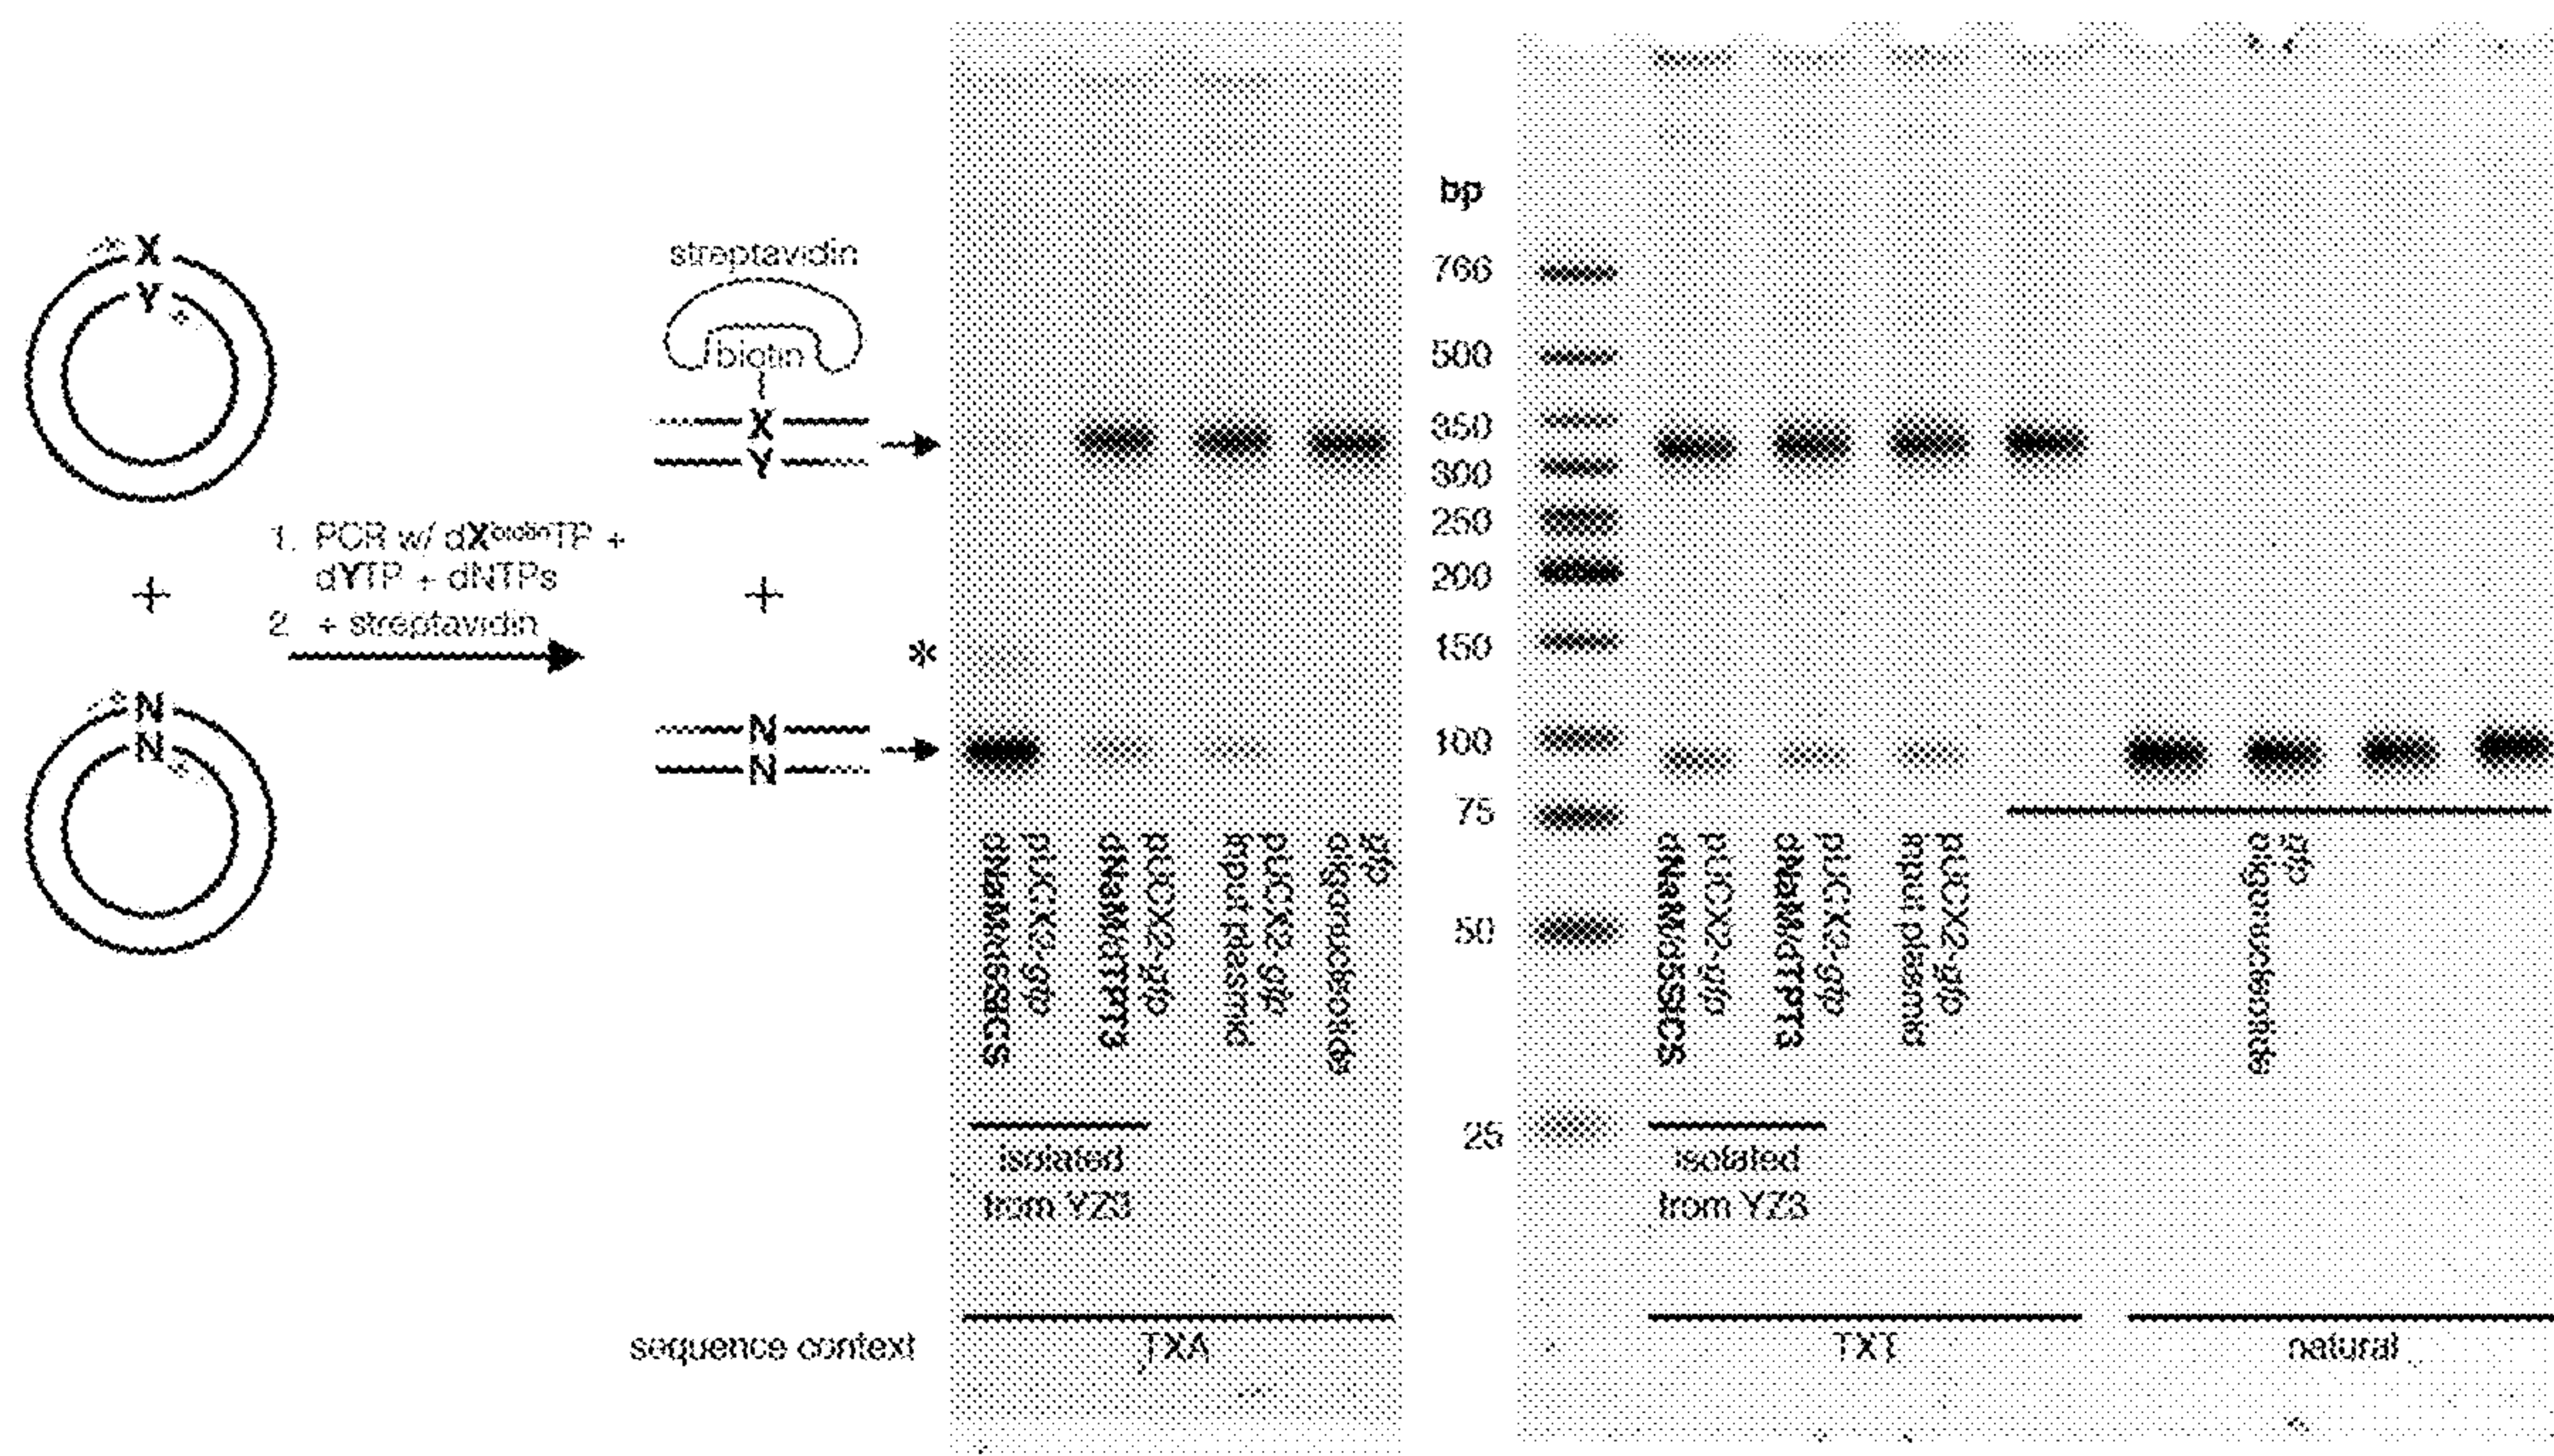 X
Y
+
N
N
1. PCR w/ dXbiotinTP +
dYTP + dNTPs
2. + streptavidin
streptavidin
biotin
X
Y
+
*
N
N
pUCX2-gfp
dNaM/d5SICS
pUCX2-gfp
dNaM/dTPT3
pUCX2-gfp
input plasmid
gfp
oligonucleotide
isolated
from YZ3
sequence context
TXA
bp
766
500
350
300
250
200
150
100
75
50
25
pUCX2-gfp
dNaM/d5SICS
pUCX2-gfp
dNaM/dTPT3
pUCX2-gfp
input plasmid
gfp
oligonucleotide
isolated
from YZ3
TXT
natural